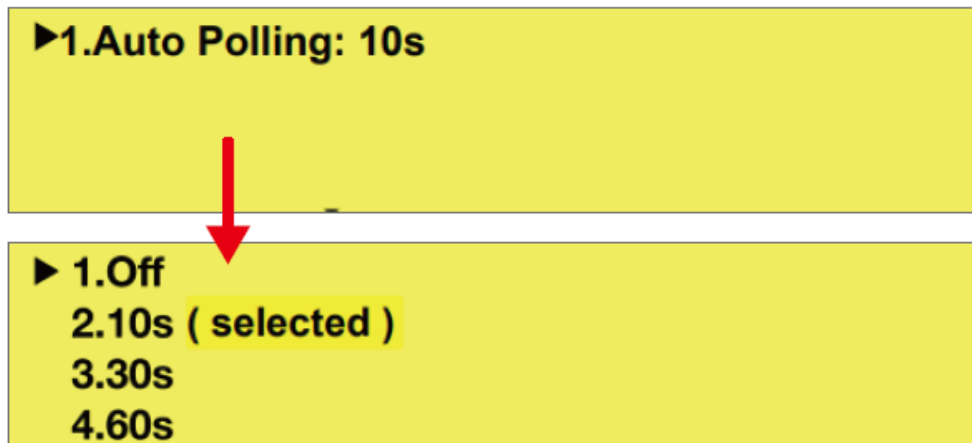 ▶1.Auto Polling: 10s
▶ 1.Off
2.10s ( selected )
3.30s
4.60s